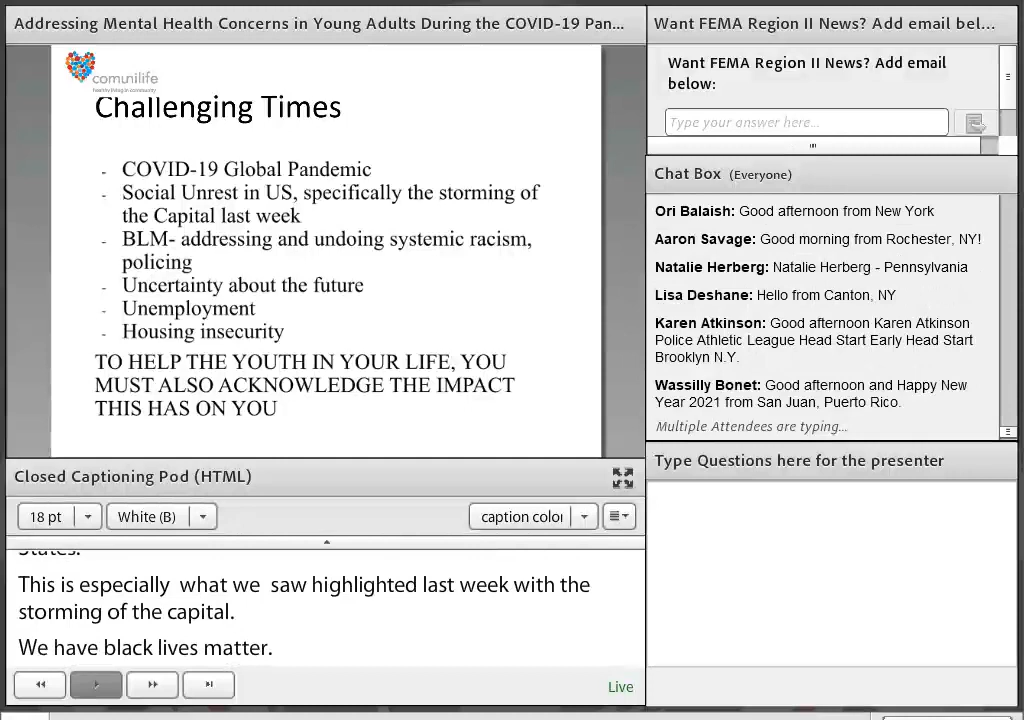 Addressing Mental Health Concerns in Young Adults During the COVID-19 Pan...
comunilife
healthy living in community
Challenging Times
- COVID-19 Global Pandemic
- Social Unrest in US, specifically the storming of
the Capital last week
- BLM- addressing and undoing systemic racism,
policing
- Uncertainty about the future
- Unemployment
- Housing insecurity
TO HELP THE YOUTH IN YOUR LIFE, YOU
MUST ALSO ACKNOWLEDGE THE IMPACT
THIS HAS ON YOU
Closed Captioning Pod (HTML)
18 pt
White (B)
caption color
States.
This is especially what we saw highlighted last week with the
storming of the capital.
We have black lives matter.
Live
Want FEMA Region II News? Add email bel...
Want FEMA Region II News? Add email
below:
Type your answer here...
Chat Box (Everyone)
Ori Balaish: Good afternoon from New York
Aaron Savage: Good morning from Rochester, NY!
Natalie Herberg: Natalie Herberg - Pennsylvania
Lisa Deshane: Hello from Canton, NY
Karen Atkinson: Good afternoon Karen Atkinson
Police Athletic League Head Start Early Head Start
Brooklyn N.Y.
Wassilly Bonet: Good afternoon and Happy New
Year 2021 from San Juan, Puerto Rico.
Multiple Attendees are typing...
Type Questions here for the presenter